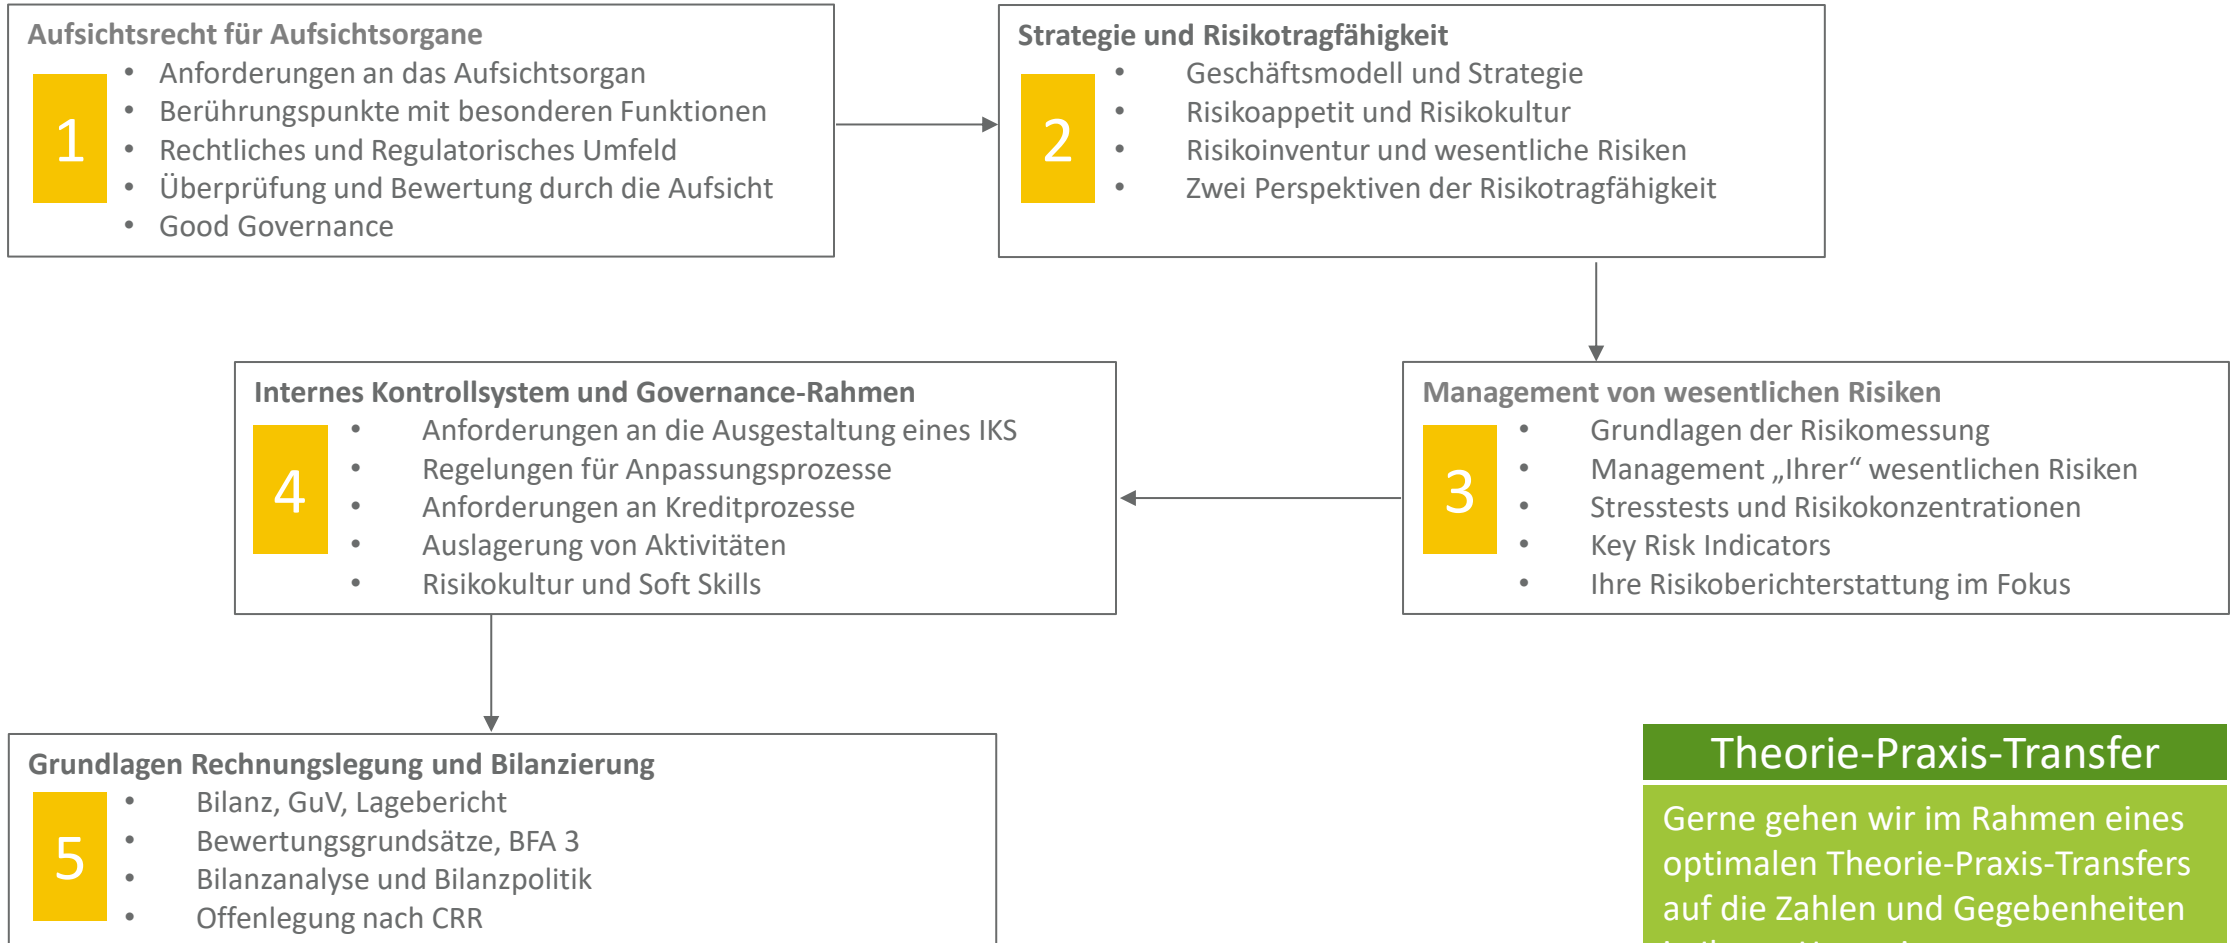 Aufsichtsrecht für Aufsichtsorgane
1
• Anforderungen an das Aufsichtsorgan
• Berührungspunkte mit besonderen Funktionen
• Rechtliches und Regulatorisches Umfeld
• Überprüfung und Bewertung durch die Aufsicht
• Good Governance
Strategie und Risikotragfähigkeit
2
• Geschäftsmodell und Strategie
• Risikoappetit und Risikokultur
• Risikoinventur und wesentliche Risiken
• Zwei Perspektiven der Risikotragfähigkeit
Management von wesentlichen Risiken
3
• Grundlagen der Risikomessung
• Management „Ihrer“ wesentlichen Risiken
• Stresstests und Risikokonzentrationen
• Key Risk Indicators
• Ihre Risikoberichterstattung im Fokus
Internes Kontrollsystem und Governance-Rahmen
4
• Anforderungen an die Ausgestaltung eines IKS
• Regelungen für Anpassungsprozesse
• Anforderungen an Kreditprozesse
• Auslagerung von Aktivitäten
• Risikokultur und Soft Skills
Grundlagen Rechnungslegung und Bilanzierung
5
• Bilanz, GuV, Lagebericht
• Bewertungsgrundsätze, BFA 3
• Bilanzanalyse und Bilanzpolitik
• Offenlegung nach CRR
Theorie-Praxis-Transfer
Gerne gehen wir im Rahmen eines
optimalen Theorie-Praxis-Transfers
auf die Zahlen und Gegebenheiten